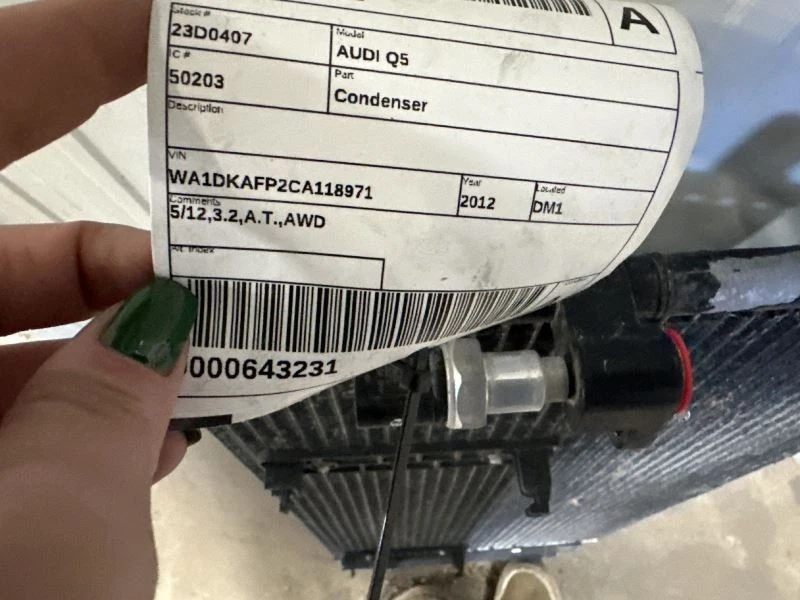 Stock #
A
23D0407
Model
AUDI Q5
IC #
50203
Part
Condenser
Description
VIN
WA1DKAFP2CA118971
Year
2012
Located
DM1
Comments
5/12,3.2,A.T.,AWD
000643231